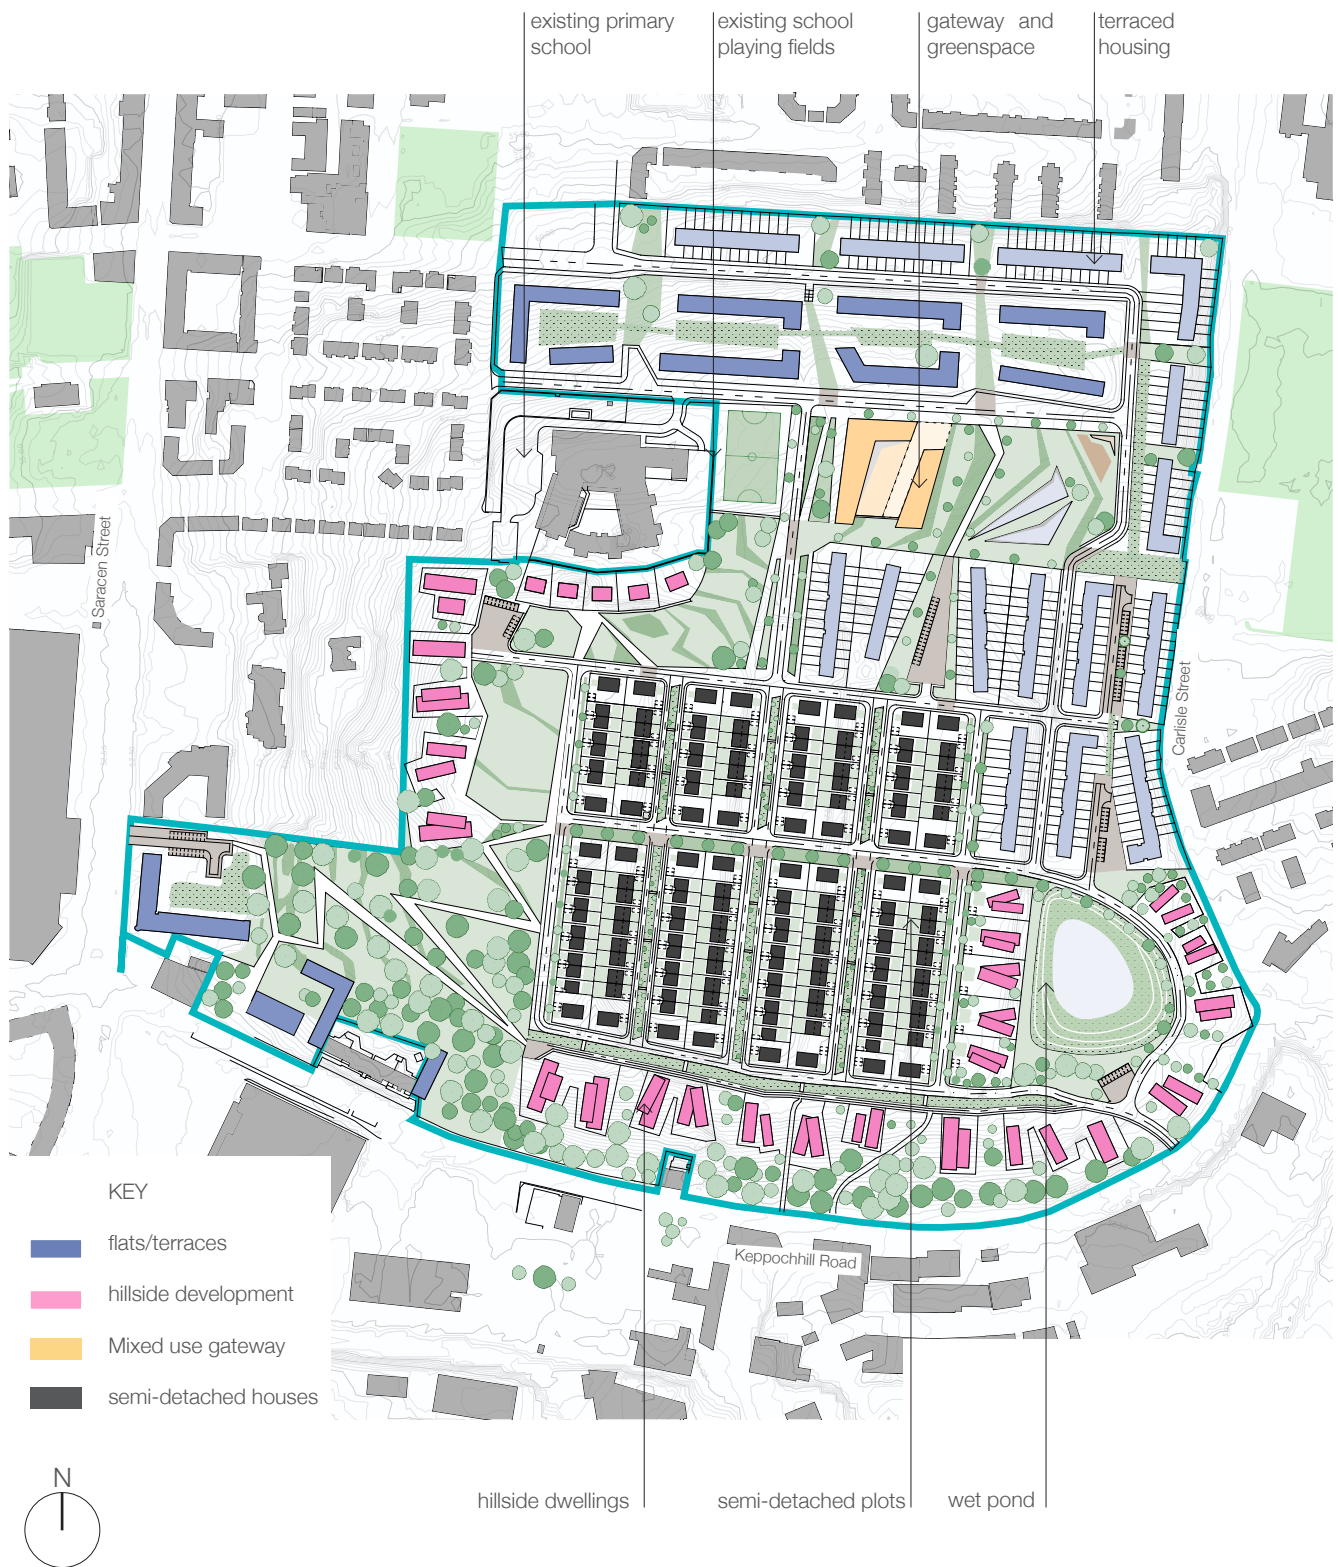 existing primary
school
existing school
playing fields
gateway and
greenspace
terraced
housing
Saracen Street
Carlisle Street
Keppochhill Road
KEY
flats/terraces
hillside development
Mixed use gateway
semi-detached houses
N
hillside dwellings
semi-detached plots
wet pond